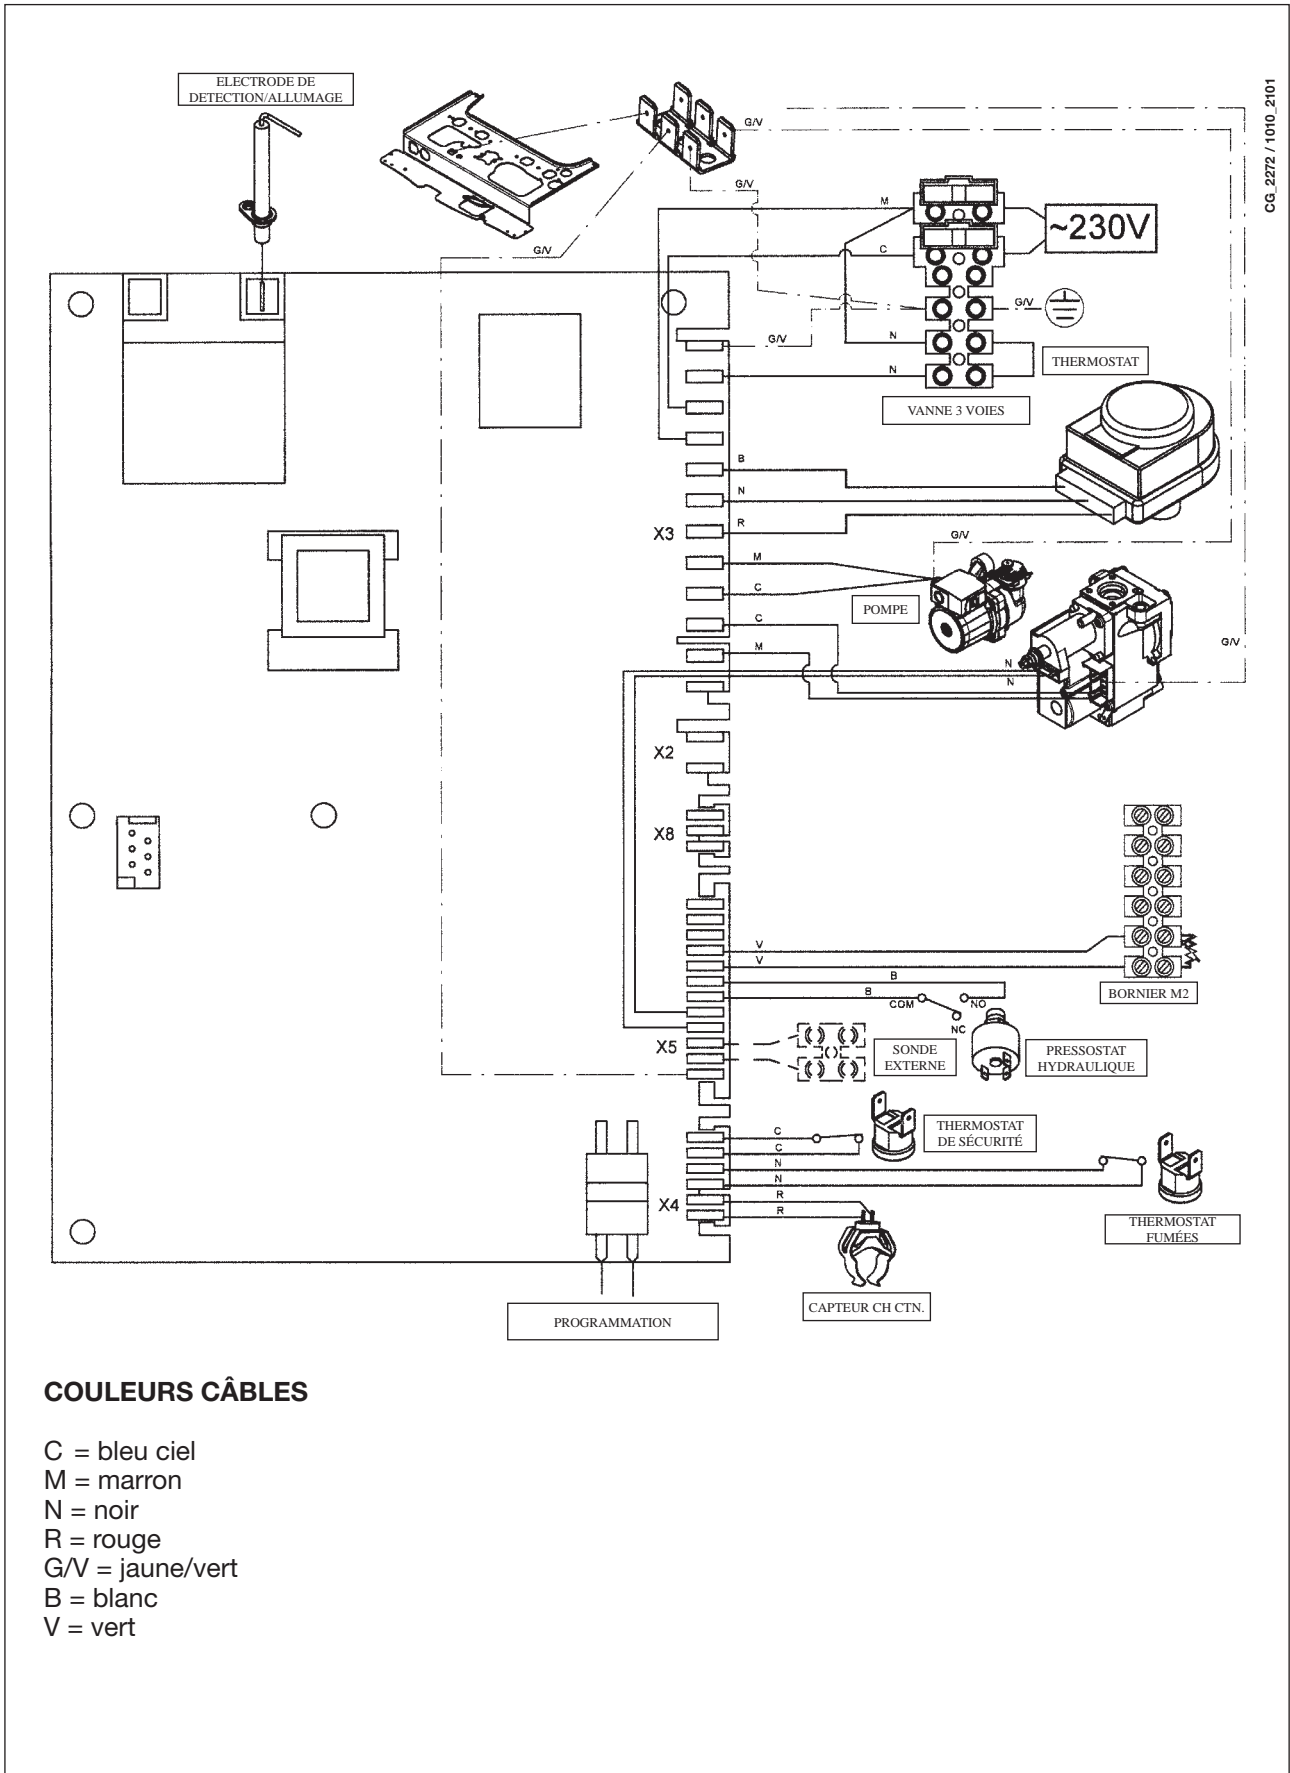 ELECTRODE DE
DETECTION/ALLUMAGE
CG_2272 / 1010_2101
G/V
G/V
G/V
M
~230V
C
G/V
G/V
N
THERMOSTAT
N
VANNE 3 VOIES
B
N
R
X3
G/V
M
C
POMPE
C
M
G/V
N
N
X2
X8
V
V
B
B
COM
NO
NC
BORNIER M2
X5
SONDE
EXTERNE
PRESSOSTAT
HYDRAULIQUE
C
C
THERMOSTAT
DE SÉCURITÉ
N
N
R
R
X4
THERMOSTAT
FUMÉES
CAPTEUR CH CTN.
PROGRAMMATION
COULEURS CÂBLES
C = bleu ciel
M = marron
N = noir
R = rouge
G/V = jaune/vert
B = blanc
V = vert